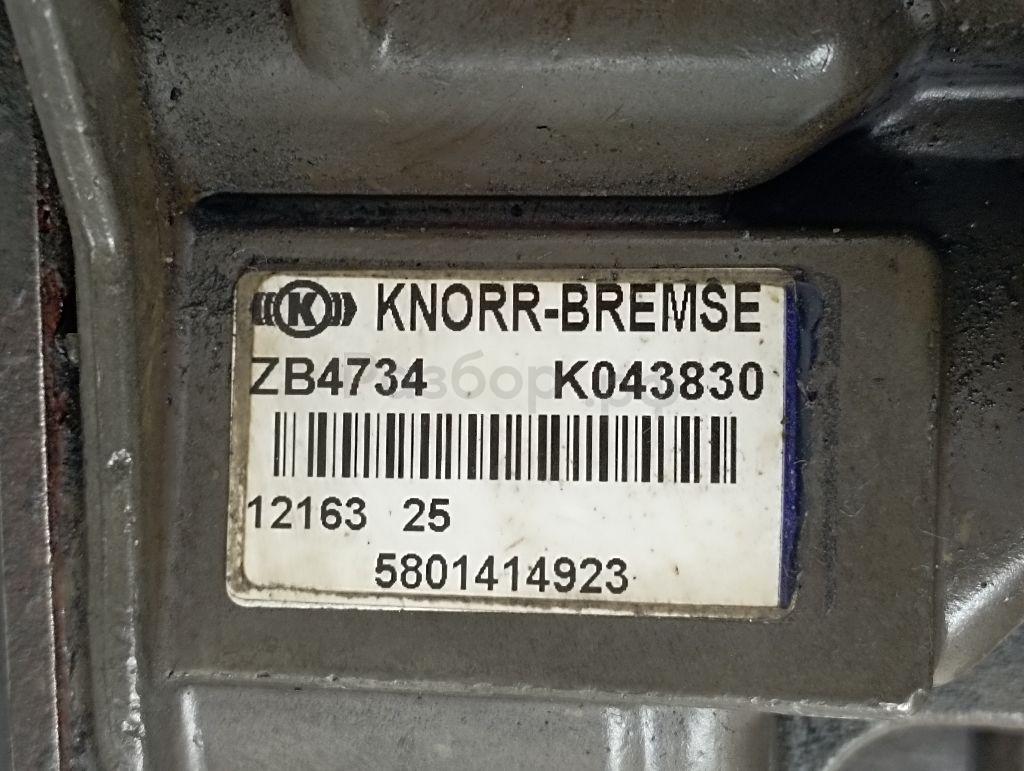 K KNORR-BREMSE
ZB4734 K043830
12163 25
5801414923